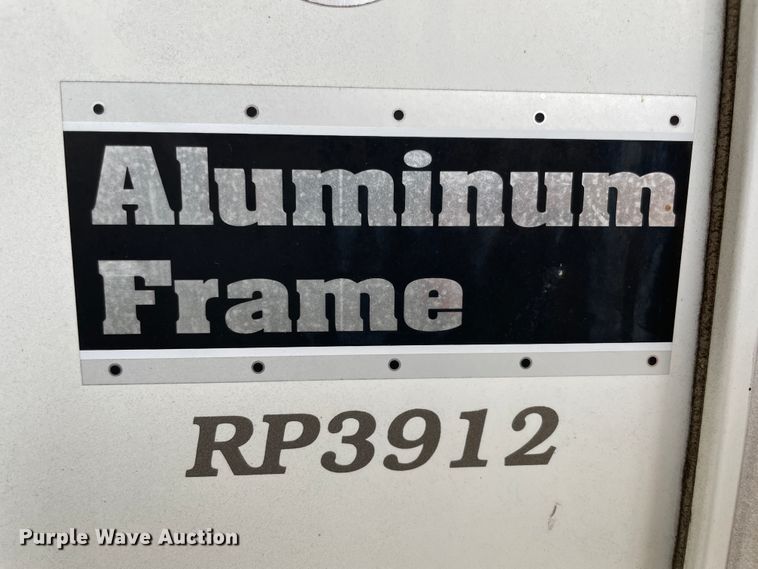 Aluminum
Frame
RP3912
Purple Wave Auction